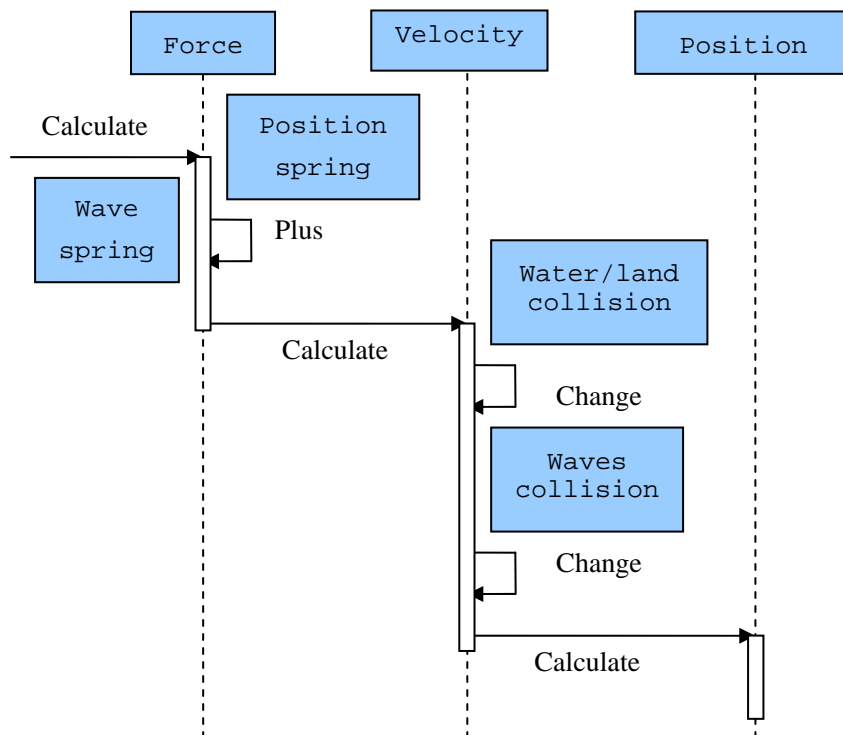 Force
Velocity
Position
Calculate
Position
spring
Wave
spring
Plus
Water/land
collision
Calculate
Change
Waves
collision
Change
Calculate